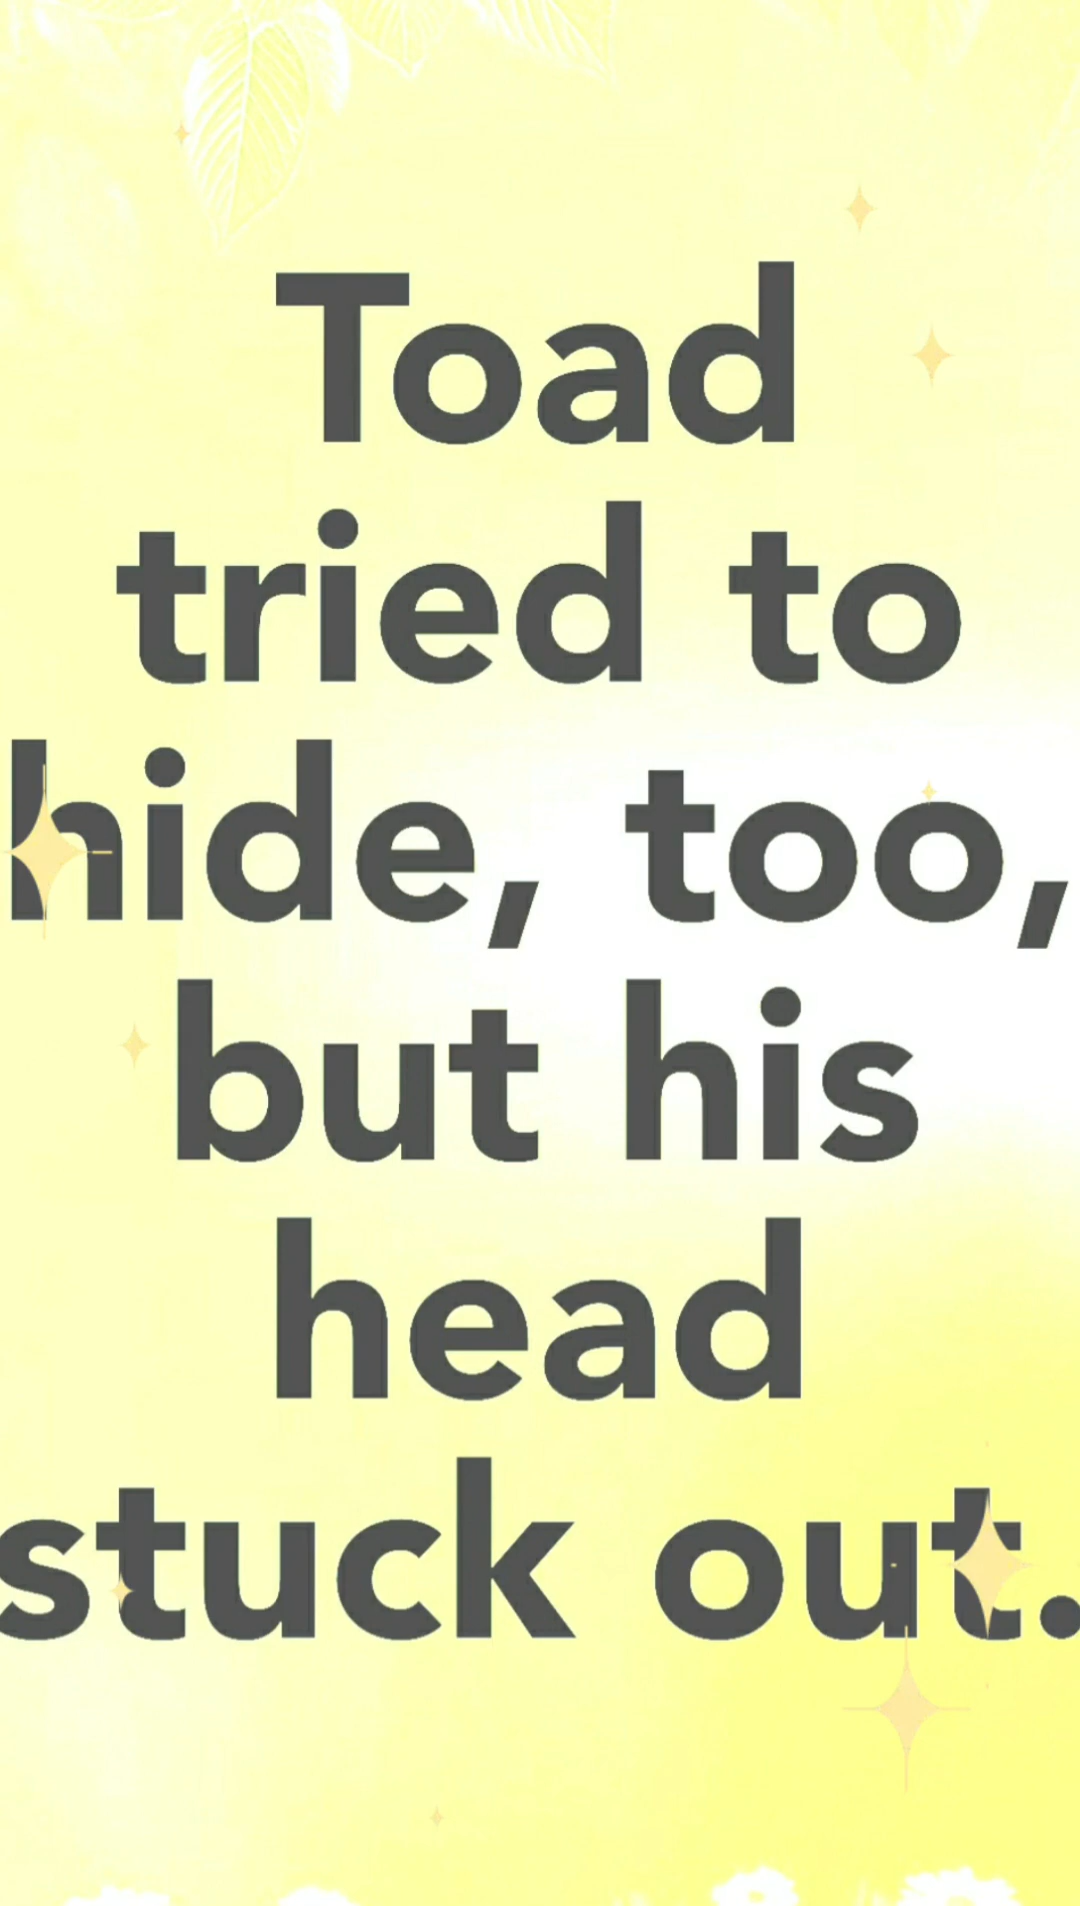 Toad
tried to
hide, too,
but his
head
stuck out.